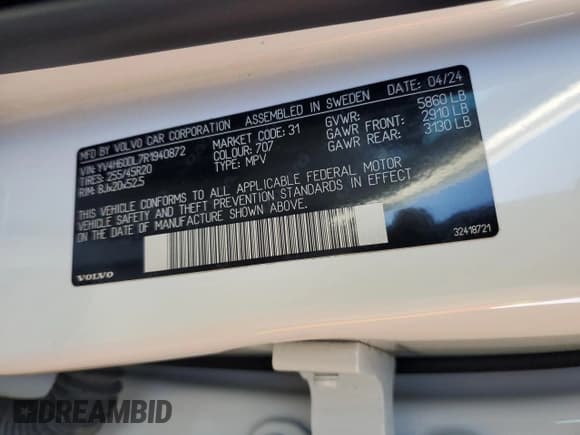 MFD BY VOLVO CAR CORPORATION ASSEMBLED IN SWEDEN DATE: 04/24
VIN: YV4H60DL7R1940872 MARKET CODE: 31 GVWR: 5860 LB
TIRES: 255/45R20 COLOUR: 707 GAWR FRONT: 2910 LB
RIM: 8Jx20x52.5 TYPE: MPV GAWR REAR: 3130 LB
THIS VEHICLE CONFORMS TO ALL APPLICABLE FEDERAL MOTOR
VEHICLE SAFETY AND THEFT PREVENTION STANDARDS IN EFFECT
ON THE DATE OF MANUFACTURE SHOWN ABOVE.
VOLVO 32418721
DREAMBID